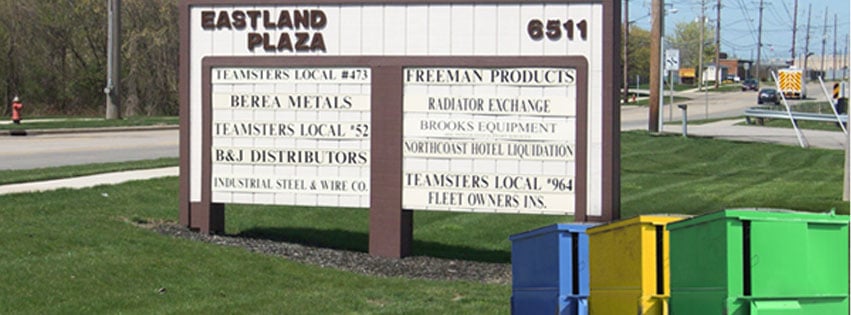 EASTLAND
PLAZA
6511
TEAMSTERS LOCAL #473
BEREA METALS
TEAMSTERS LOCAL #52
B&J DISTRIBUTORS
INDUSTRIAL STEEL & WIRE CO.
FREEMAN PRODUCTS
RADIATOR EXCHANGE
BROOKS EQUIPMENT
NORTHCOAST HOTEL LIQUIDATION
TEAMSTERS LOCAL #964
FLEET OWNERS INS.